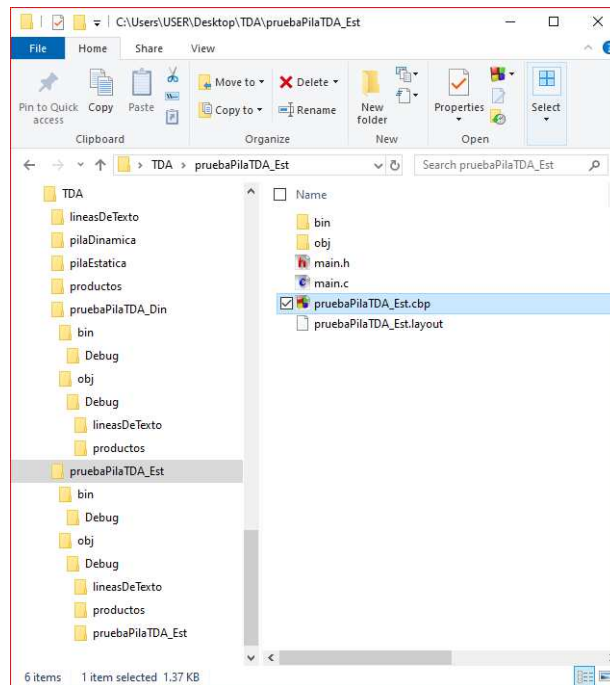 C:\Users\USER\Desktop\TDA\pruebaPilaTDA_Est
File Home Share View
Pin to Quick access
Copy
Paste
Move to
Copy to
Delete
Rename
New folder
Properties
Select
Clipboard Organize New Open
TDA > pruebaPilaTDA_Est
Search pruebaPilaTDA_Est
TDA
lineasDeTexto
pilaDinamica
pilaEstatica
productos
pruebaPilaTDA_Din
bin
Debug
obj
Debug
lineasDeTexto
productos
pruebaPilaTDA_Est
bin
Debug
obj
Debug
lineasDeTexto
productos
pruebaPilaTDA_Est
Name
bin
obj
main.h
main.c
pruebaPilaTDA_Est.cbp
pruebaPilaTDA_Est.layout
6 items 1 item selected 1.37 KB